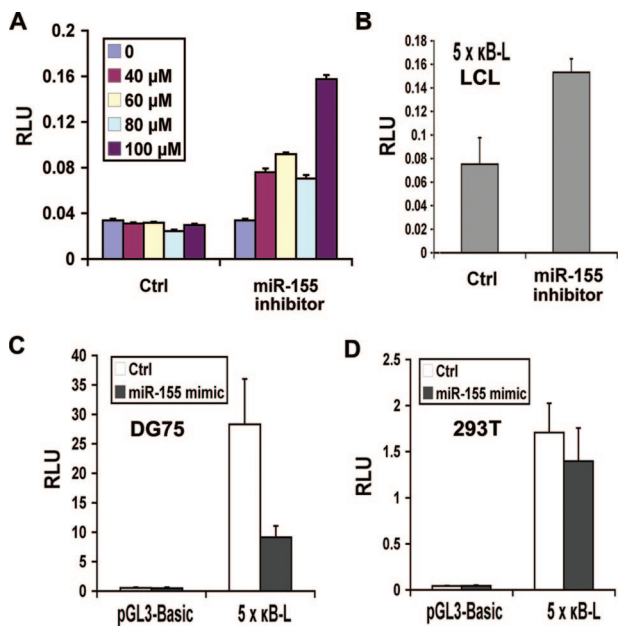 A
RLU
0.2
0.16
0.12
0.08
0.04
0
0
40 µM
60 µM
80 µM
100 µM
Ctrl
miR-155
inhibitor
B
RLU
0.18
0.16
0.14
0.12
0.1
0.08
0.06
0.04
0.02
0
5 x κB-L
LCL
Ctrl
miR-155
inhibitor
C
RLU
40
35
30
25
20
15
10
5
0
Ctrl
miR-155 mimic
DG75
pGL3-Basic
5 x κB-L
D
RLU
2.5
2
1.5
1
0.5
0
Ctrl
miR-155 mimic
293T
pGL3-Basic
5 x κB-L